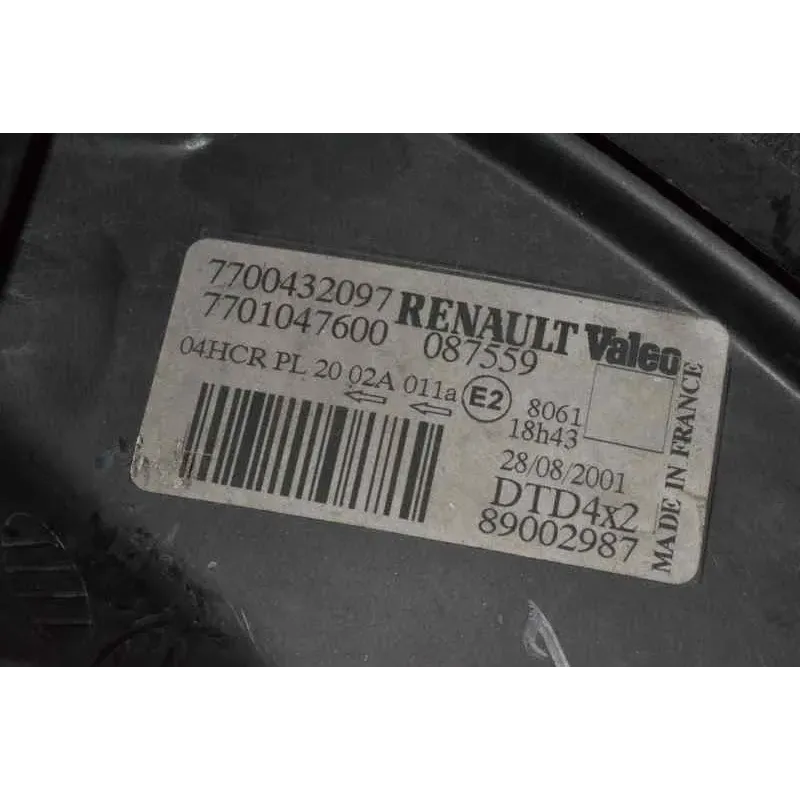 7700432097 RENAULT Valeo
7701047600 087559
04HCR PL 20 02A 011a E2 8061
18h43
28/08/2001
DTD4x2
89002987
MADE IN FRANCE